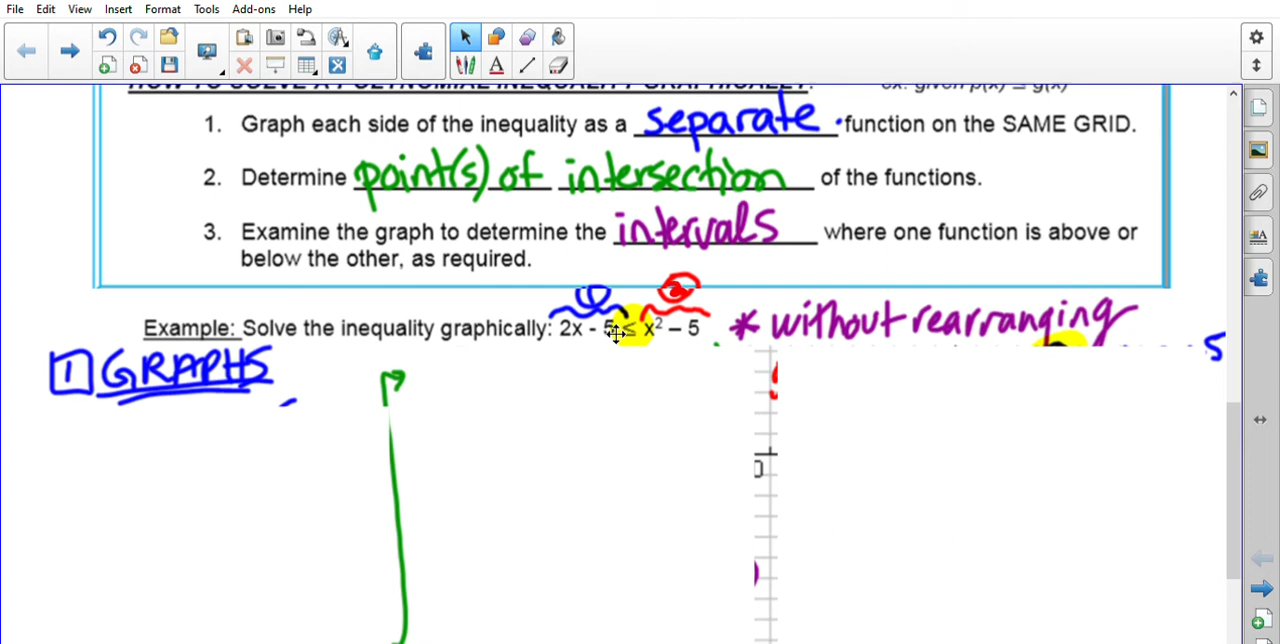 File Edit View Insert Format Tools Add-ons Help
1. Graph each side of the inequality as a separate function on the SAME GRID.
2. Determine point(s) of intersection of the functions.
3. Examine the graph to determine the intervals where one function is above or
below the other, as required.
Example: Solve the inequality graphically: 2x - 5 ≤ x² – 5 * without rearranging
1 GRAPHS
5